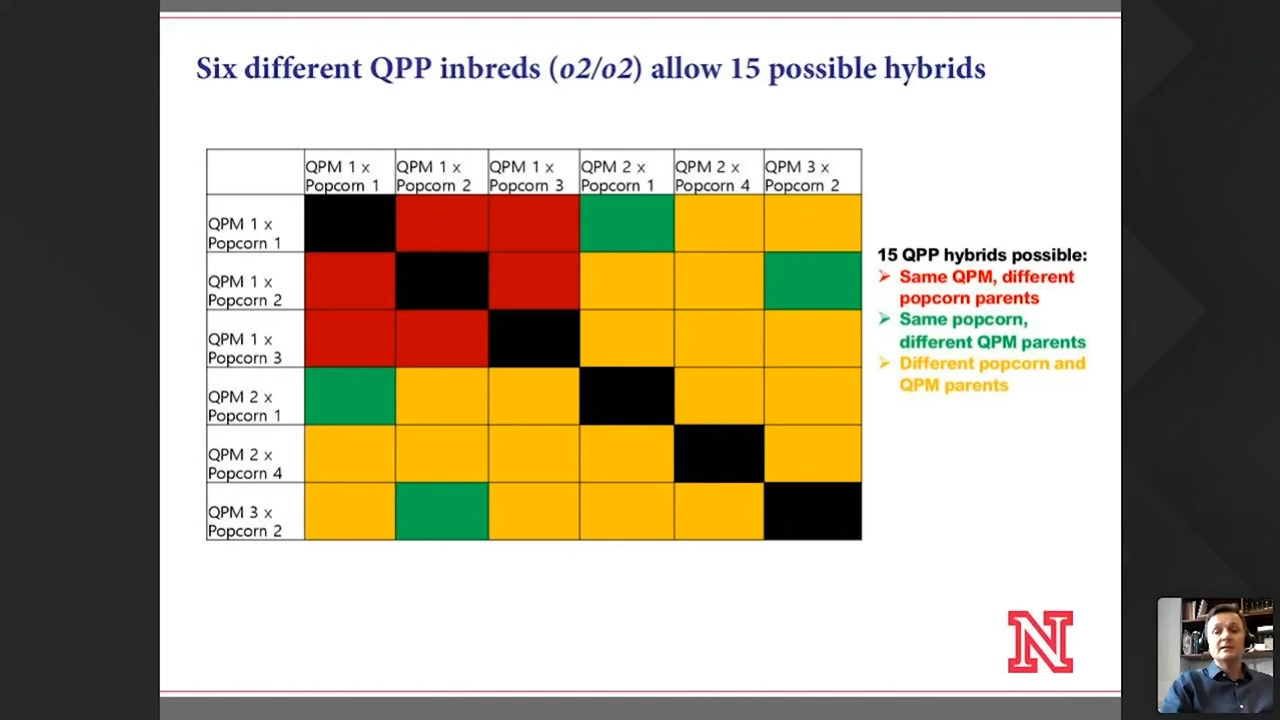 Six different QPP inbreds (o2/o2) allow 15 possible hybrids
QPM 1 x
Popcorn 1
QPM 1 x
Popcorn 2
QPM 1 x
Popcorn 3
QPM 2 x
Popcorn 1
QPM 2 x
Popcorn 4
QPM 3 x
Popcorn 2
QPM 1 x
Popcorn 1
QPM 1 x
Popcorn 2
QPM 1 x
Popcorn 3
QPM 2 x
Popcorn 1
QPM 2 x
Popcorn 4
QPM 3 x
Popcorn 2
15 QPP hybrids possible:
Same QPM, different
popcorn parents
Same popcorn,
different QPM parents
Different popcorn and
QPM parents
N